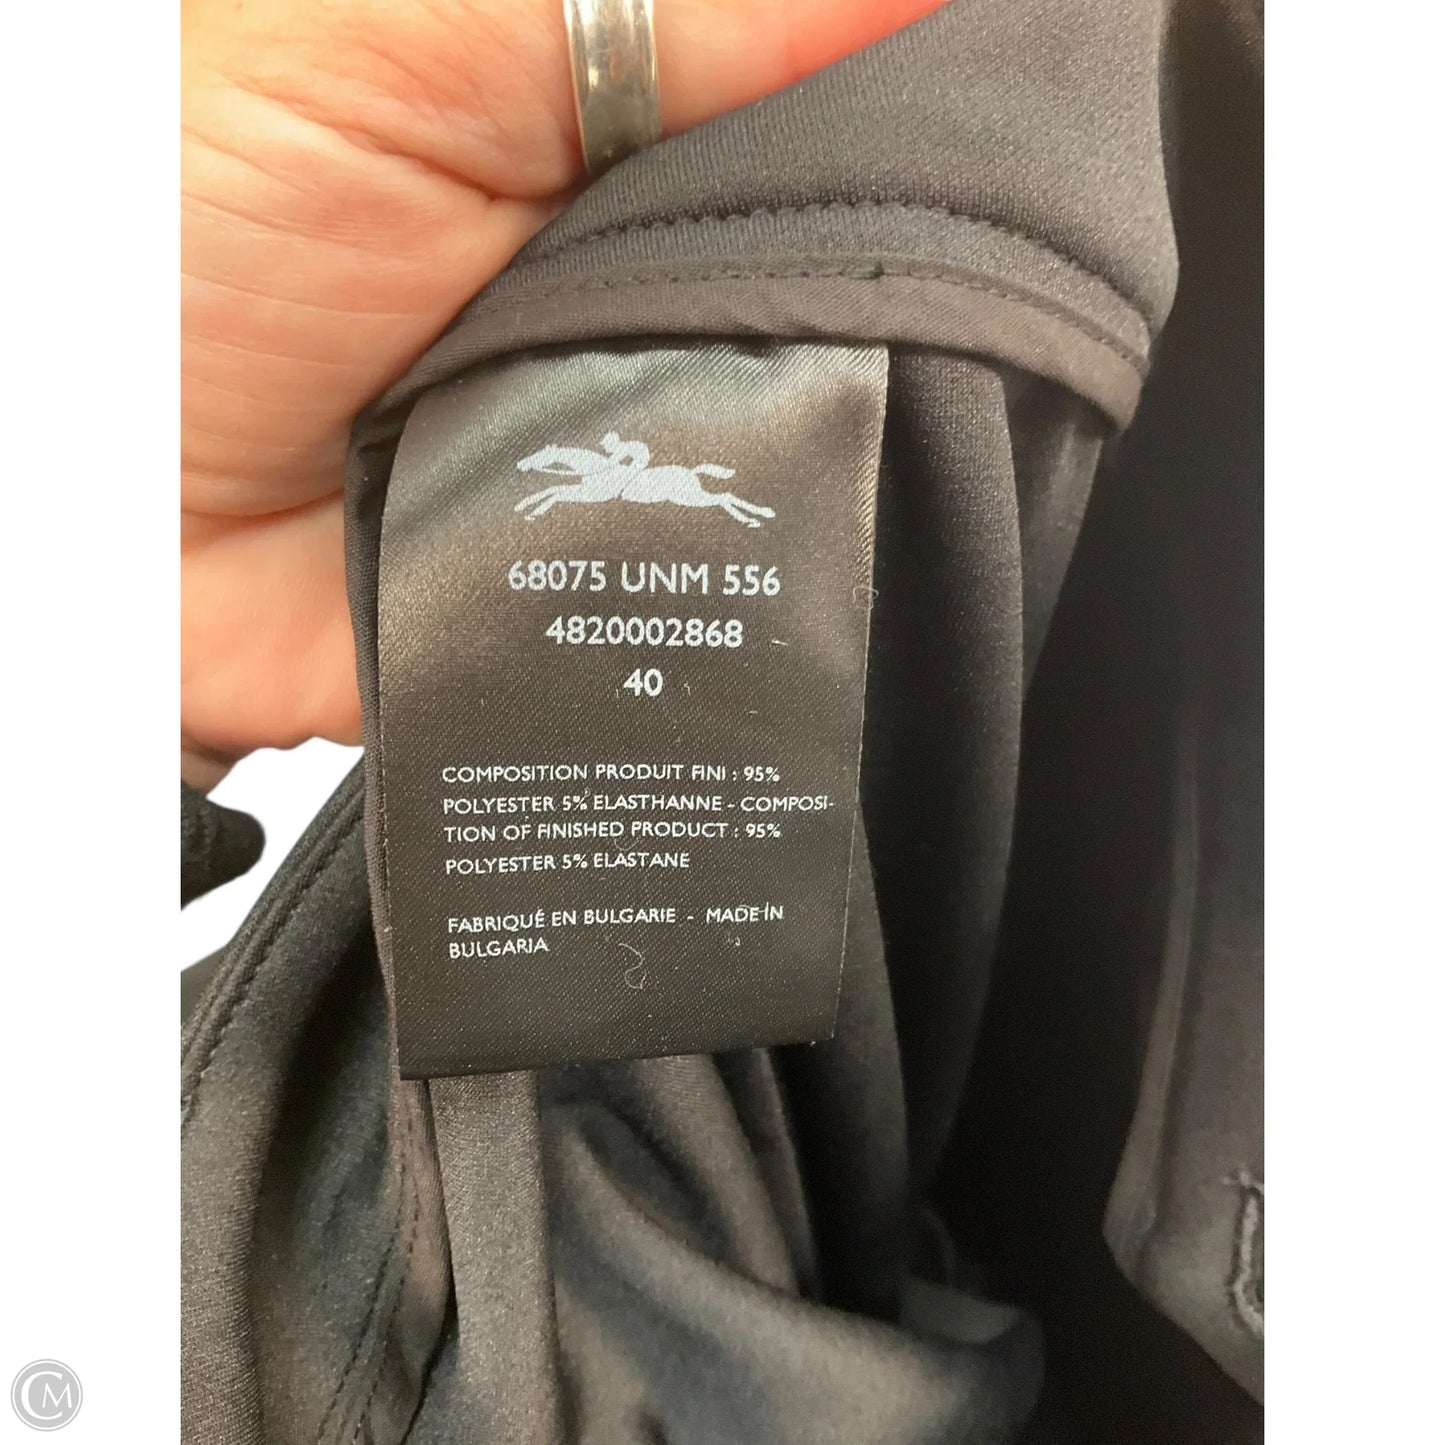 68075 UNM 556
4820002868
40
COMPOSITION PRODUIT FINI : 95%
POLYESTER 5% ELASTHANNE - COMPOSI-
TION OF FINISHED PRODUCT : 95%
POLYESTER 5% ELASTANE
FABRIQUÉ EN BULGARIE - MADE IN
BULGARIA
CM